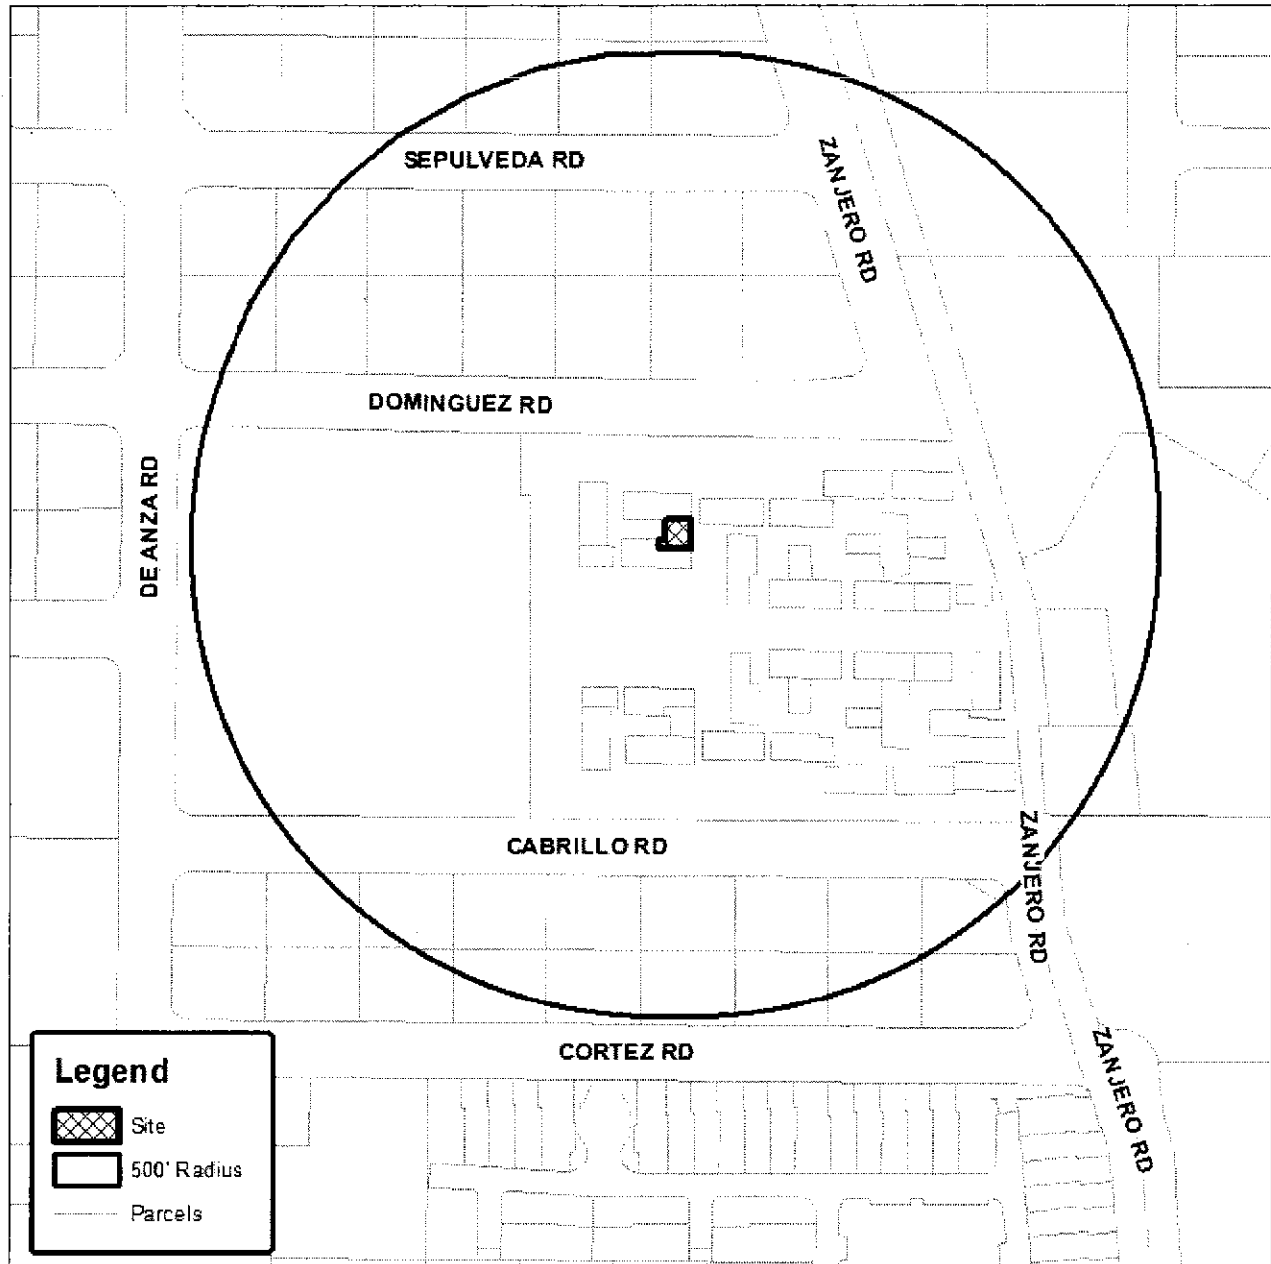 SEPULVEDA RD
ZANJERO RD
DOMINGUEZ RD
DE ANZA RD
CABRILLO RD
ZANJERO RD
CORTEZ RD
ZANJERO RD
Legend
Site
500' Radius
Parcels